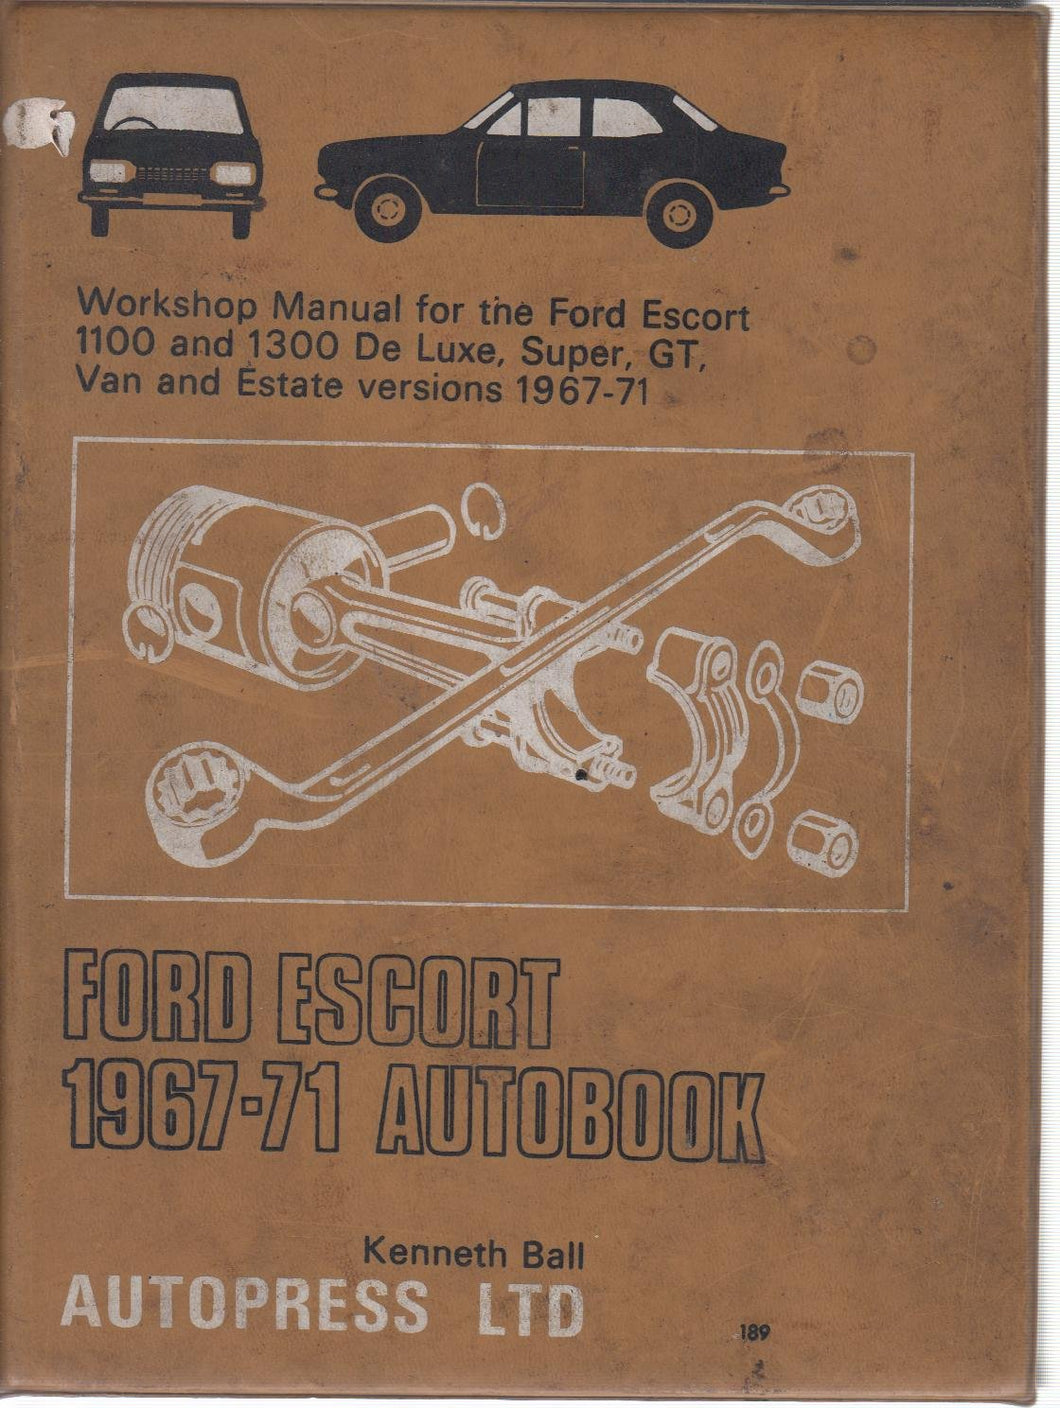 Workshop Manual for the Ford Escort
1100 and 1300 De Luxe, Super, GT,
Van and Estate versions 1967-71
FORD ESCORT
1967-71 AUTOBOOK
Kenneth Ball
AUTOPRESS LTD
189